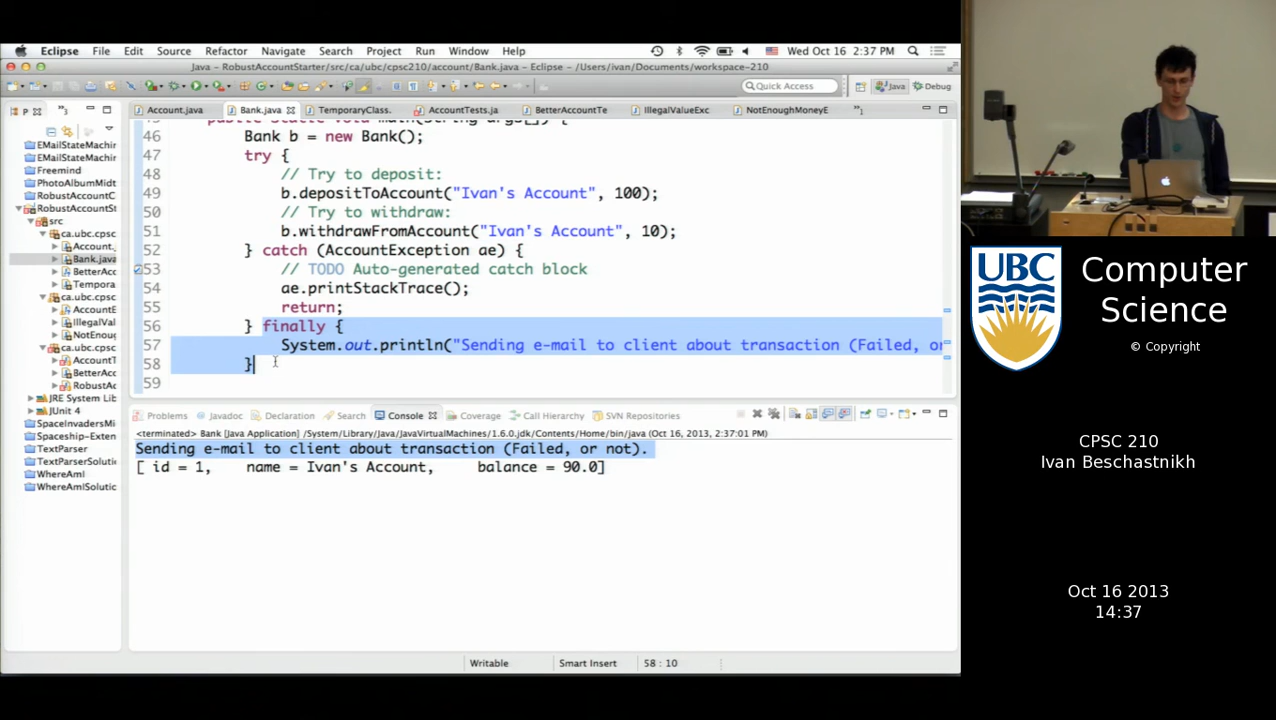 Eclipse File Edit Source Refactor Navigate Search Project Run Window Help Wed Oct 16 2:37 PM
Java - RobustAccountStarter/src/ca/ubc/cpsc210/account/Bank.java - Eclipse - /Users/ivan/Documents/workspace-210
Quick Access Java Debug
P Account.java Bank.java TemporaryClass. AccountTests.ja BetterAccountTe IllegalValueExc NotEnoughMoneyE
EMailStateMachin
EMailStateMachin
Freemind
PhotoAlbumMidt
RobustAccountC
RobustAccountSt
src
ca.ubc.cpsc
Account.
Bank.java
BetterAcc
Tempora
ca.ubc.cpsc
AccountE
IllegalVal
NotEnoug
ca.ubc.cpsc
AccountT
BetterAcc
RobustAc
JRE System Lib
JUnit 4
SpaceInvadersMi
Spaceship-Exten
TextParser
TextParserSoluti
WhereAmI
WhereAmISolutio
public static void main(String args[]) {
46 Bank b = new Bank();
47 try {
48 // Try to deposit:
49 b.depositToAccount("Ivan's Account", 100);
50 // Try to withdraw:
51 b.withdrawFromAccount("Ivan's Account", 10);
52 } catch (AccountException ae) {
53 // TODO Auto-generated catch block
54 ae.printStackTrace();
55 return;
56 } finally {
57 System.out.println("Sending e-mail to client about transaction (Failed, or
58 }
59
Problems Javadoc Declaration Search Console Coverage Call Hierarchy SVN Repositories
<terminated> Bank [Java Application] /System/Library/Java/JavaVirtualMachines/1.6.0.jdk/Contents/Home/bin/java (Oct 16, 2013, 2:37:01 PM)
Sending e-mail to client about transaction (Failed, or not).
[ id = 1, name = Ivan's Account, balance = 90.0]
Writable Smart Insert 58 : 10
UBC
Computer
Science
© Copyright
CPSC 210
Ivan Beschastnikh
Oct 16 2013
14:37